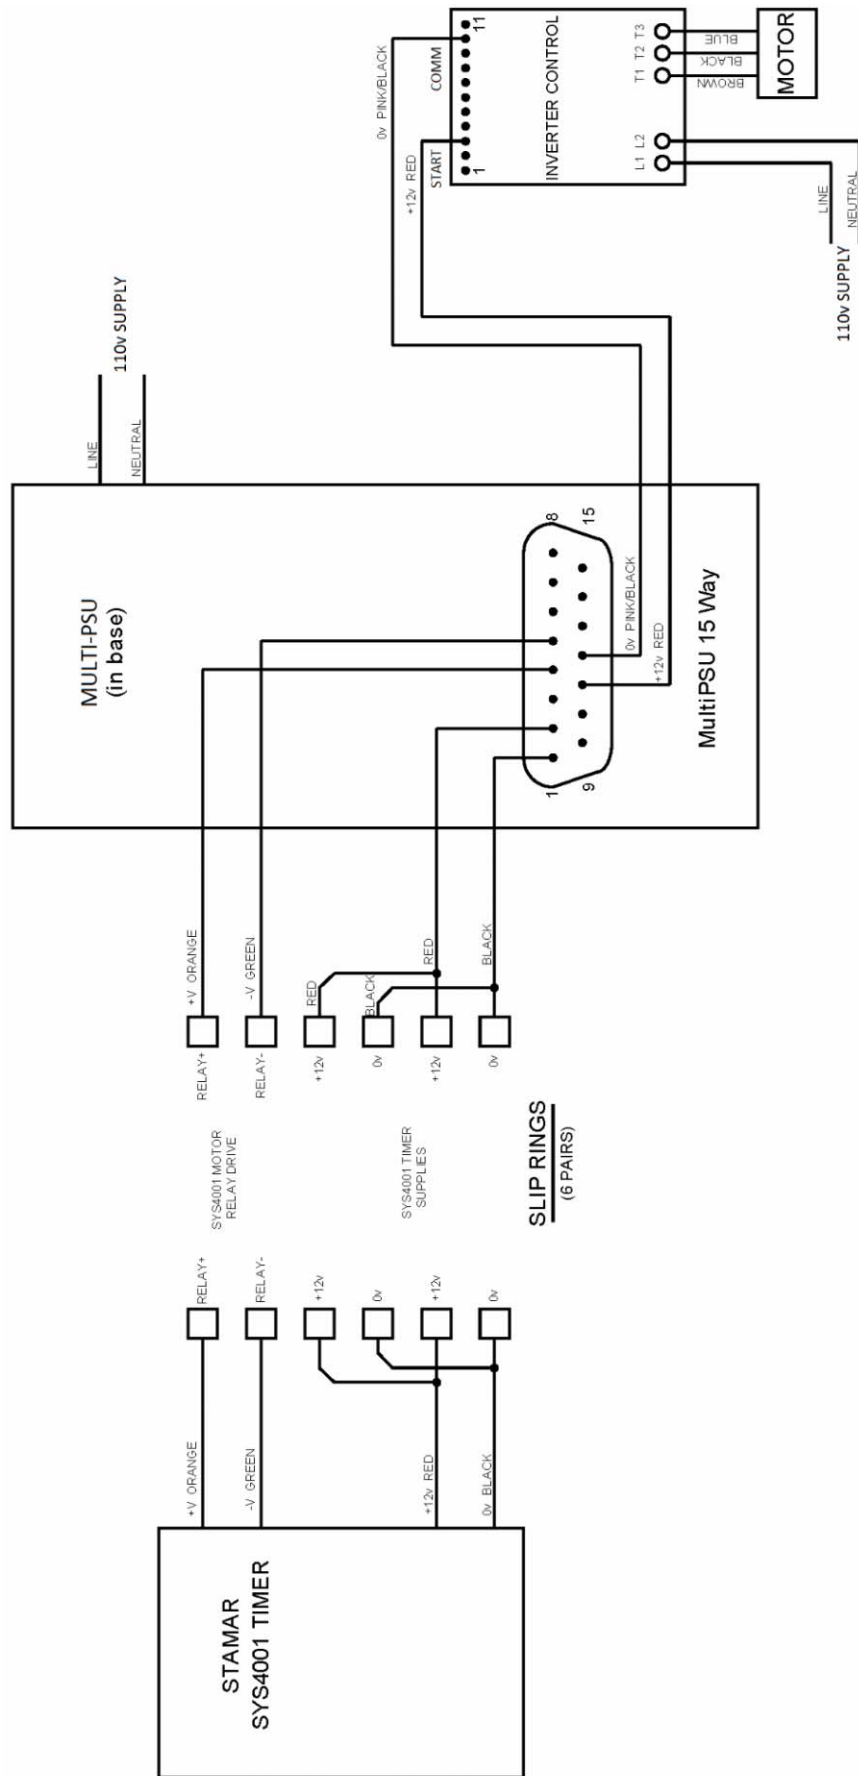 STAMAR
SYS4001 TIMER
+V ORANGE
-V GREEN
+12v RED
0v BLACK
RELAY+
RELAY-
+12v
0v
+12v
0v
SYS4001 MOTOR
RELAY DRIVE
SYS4001 TIMER
SUPPLIES
SLIP RINGS
(6 PAIRS)
RELAY+
RELAY-
+12v
0v
+12v
0v
+V ORANGE
-V GREEN
RED
BLACK
RED
BLACK
MULTI-PSU
(in base)
1
8
9
15
0v PINK/BLACK
+12v RED
MultiPSU 15 Way
LINE
NEUTRAL
110v SUPPLY
0v PINK/BLACK
+12v RED
11
COMM
START
1
INVERTER CONTROL
L1 L2
T1 T2 T3
BLUE
BLACK
BROWN
MOTOR
LINE
NEUTRAL
110v SUPPLY